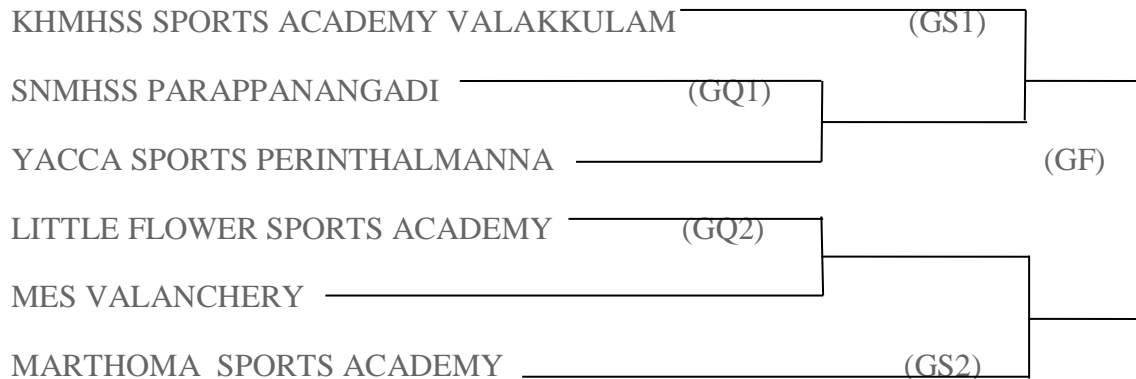 KHMHSS SPORTS ACADEMY VALAKKULAM (GS1)
SNMHSS PARAPPANANGADI (GQ1)
YACCA SPORTS PERINTHALMANNA (GF)
LITTLE FLOWER SPORTS ACADEMY (GQ2)
MES VALANCHERY
MARTHOMA SPORTS ACADEMY (GS2)